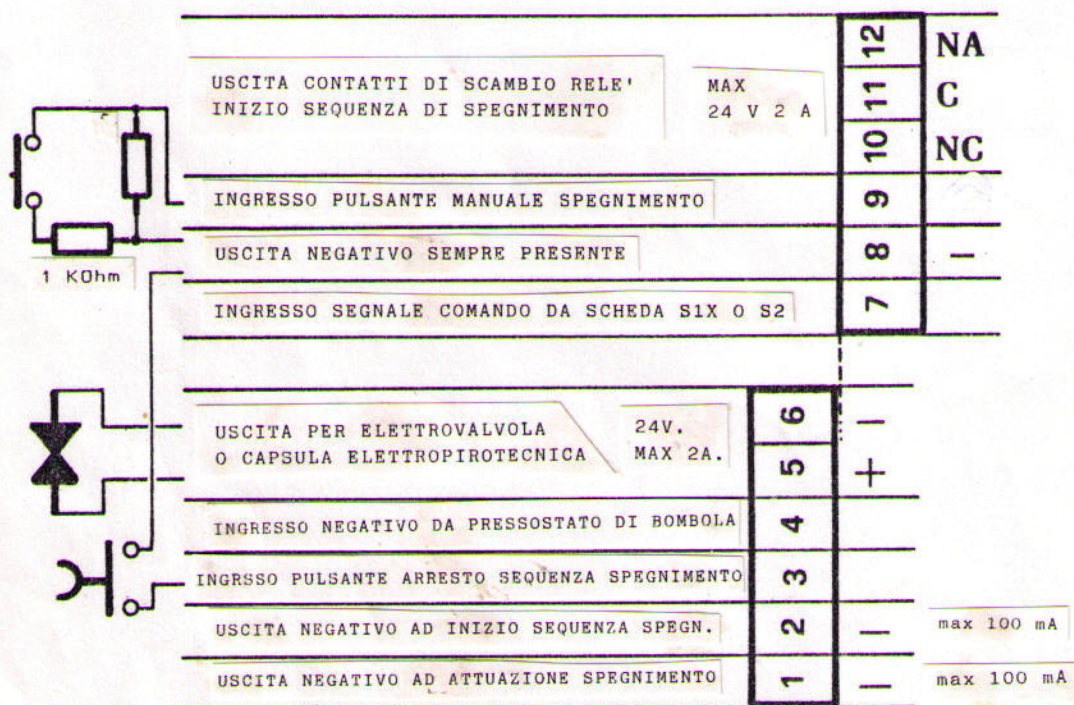 12 NA
USCITA CONTATTI DI SCAMBIO RELE' MAX 11 C
INIZIO SEQUENZA DI SPEGNIMENTO 24 V 2 A
10 NC
INGRESSO PULSANTE MANUALE SPEGNIMENTO 9
USCITA NEGATIVO SEMPRE PRESENTE 8 —
1 KOhm
INGRESSO SEGNALE COMANDO DA SCHEDA S1X O S2 7
USCITA PER ELETTROVALVOLA 24V. 6 —
O CAPSULA ELETTROPIROTECNICA MAX 2A. 5 +
INGRESSO NEGATIVO DA PRESSOSTATO DI BOMBOLA 4
INGRSSO PULSANTE ARRESTO SEQUENZA SPEGNIMENTO 3
USCITA NEGATIVO AD INIZIO SEQUENZA SPEGN. 2 — max 100 mA
USCITA NEGATIVO AD ATTUAZIONE SPEGNIMENTO 1 — max 100 mA